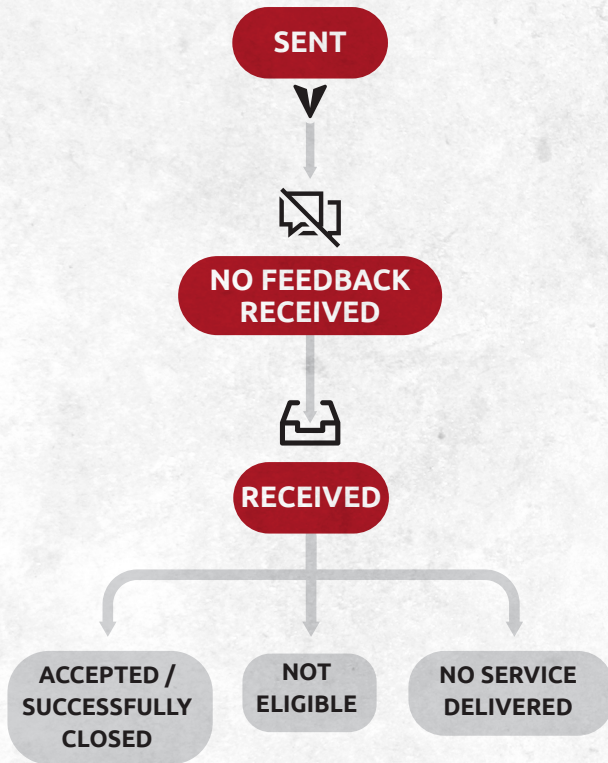 SENT
NO FEEDBACK
RECEIVED
RECEIVED
ACCEPTED /
SUCCESSFULLY
CLOSED
NOT
ELIGIBLE
NO SERVICE
DELIVERED